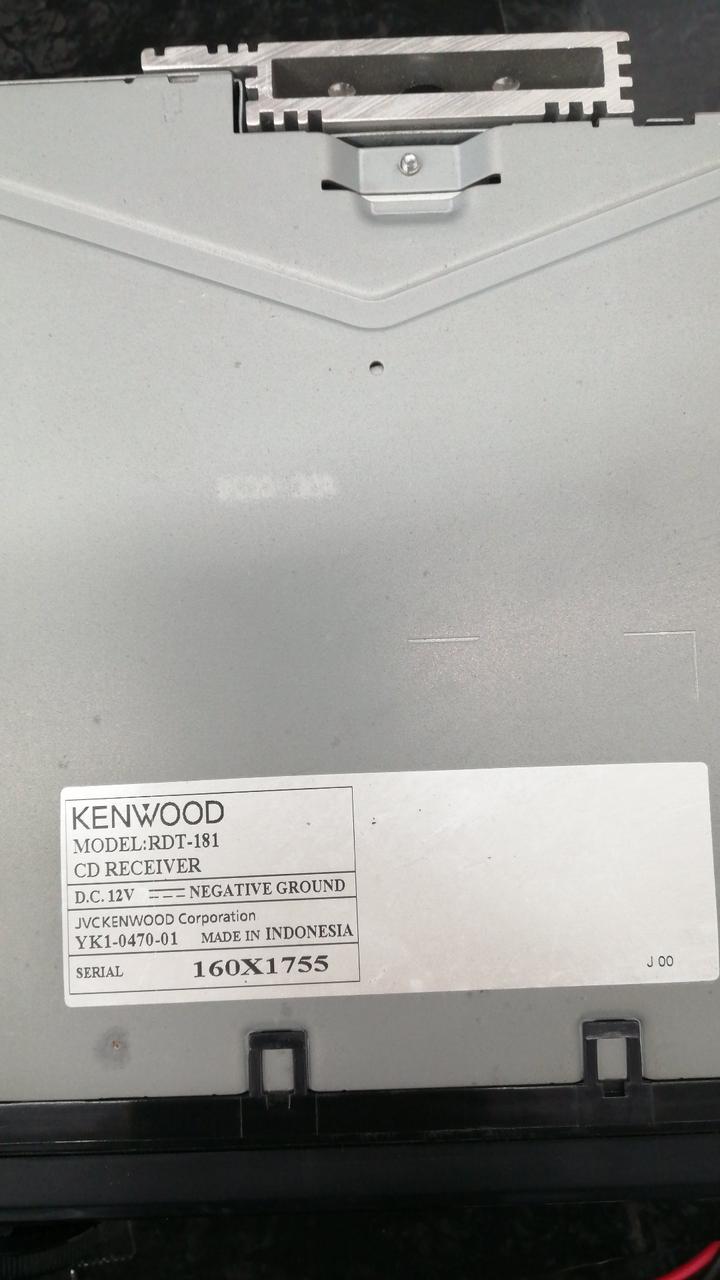 KENWOOD
MODEL:RDT-181
CD RECEIVER
D.C. 12V NEGATIVE GROUND
JVCKENWOOD Corporation
YK1-0470-01 MADE IN INDONESIA
SERIAL 160X1755
J 00